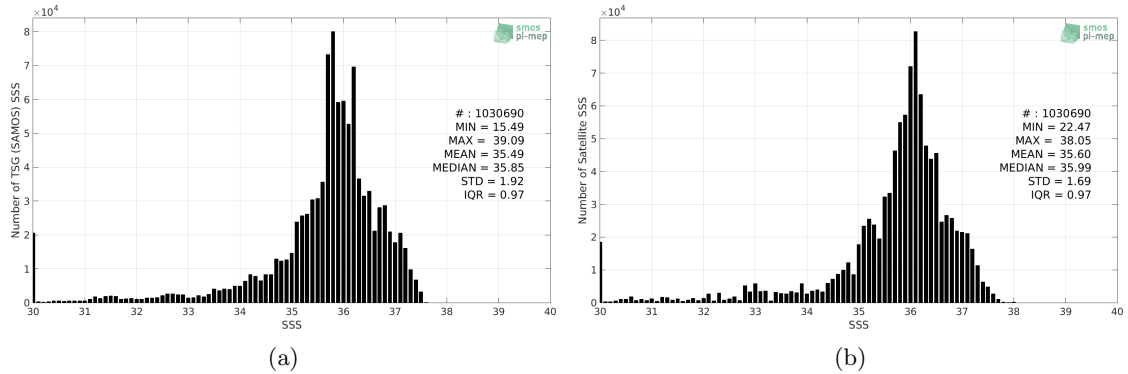 ×10⁴
8
7
6
5
4
3
2
1
0
Number of TSG (SAMOS) SSS
30 31 32 33 34 35 36 37 38 39 40
SSS
smos
pi-mep
# : 1030690
MIN = 15.49
MAX = 39.09
MEAN = 35.49
MEDIAN = 35.85
STD = 1.92
IQR = 0.97
(a)
×10⁴
8
7
6
5
4
3
2
1
0
Number of Satellite SSS
30 31 32 33 34 35 36 37 38 39 40
SSS
smos
pi-mep
# : 1030690
MIN = 22.47
MAX = 38.05
MEAN = 35.60
MEDIAN = 35.99
STD = 1.69
IQR = 0.97
(b)